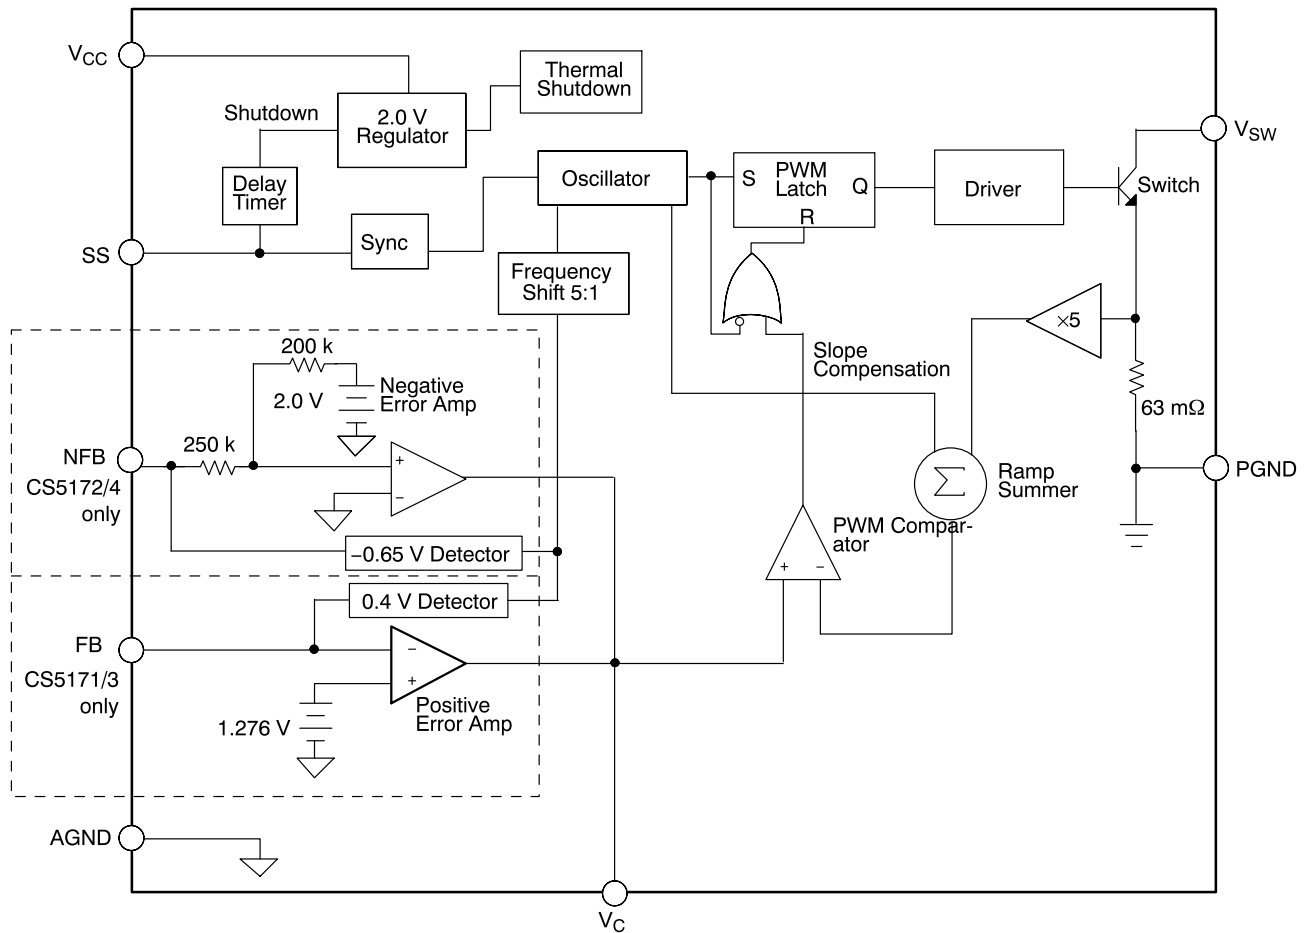 VCC
Thermal
Shutdown
Shutdown
2.0 V
Regulator
VSW
Delay
Timer
Oscillator
S
PWM
Latch
Q
R
Driver
Switch
SS
Sync
Frequency
Shift 5:1
×5
200 k
Slope
Compensation
2.0 V
Negative
Error Amp
63 mΩ
250 k
NFB
CS5172/4
only
+
−
Σ
Ramp
Summer
PGND
PWM Compar-
ator
+
−
−0.65 V Detector
0.4 V Detector
FB
CS5171/3
only
−
+
Positive
Error Amp
1.276 V
AGND
VC